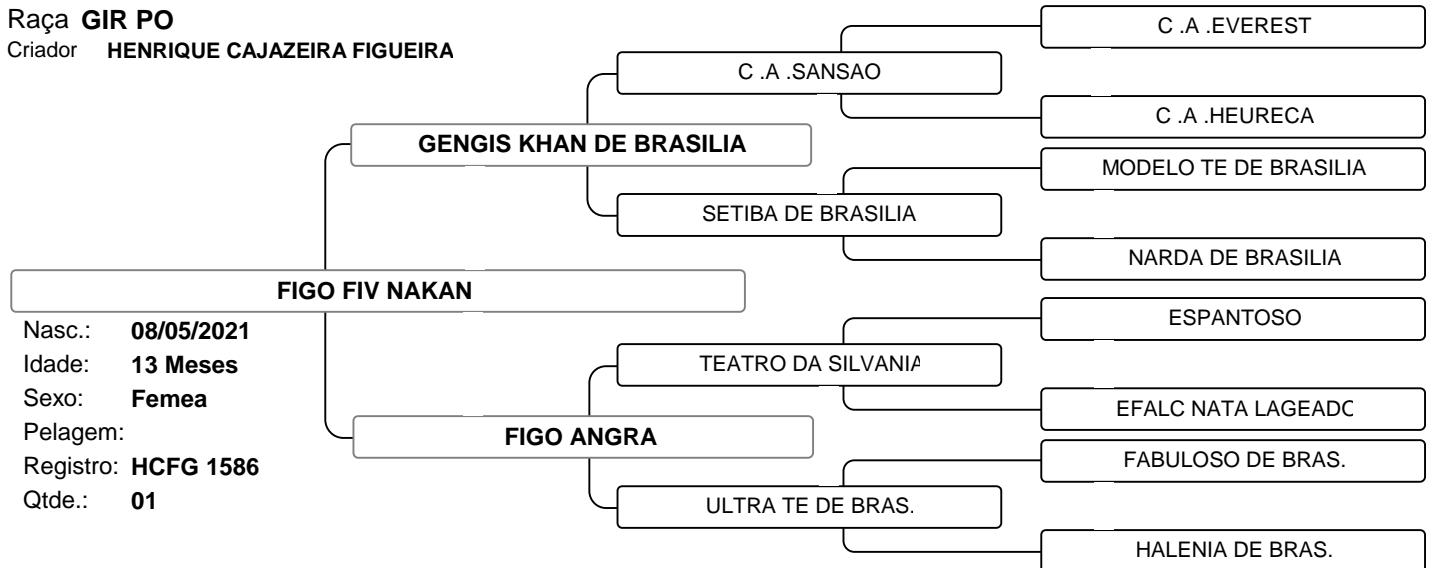 Raça GIR PO
Criador HENRIQUE CAJAZEIRA FIGUEIRA
C .A .EVEREST
C .A .SANSAO
C .A .HEURECA
GENGIS KHAN DE BRASILIA
MODELO TE DE BRASILIA
SETIBA DE BRASILIA
NARDA DE BRASILIA
FIGO FIV NAKAN
Nasc.: 08/05/2021
Idade: 13 Meses
Sexo: Femea
Pelagem:
Registro: HCFG 1586
Qtde.: 01
ESPANTOSO
TEATRO DA SILVANIA
EFALC NATA LAGEADO
FIGO ANGRA
FABULOSO DE BRAS.
ULTRA TE DE BRAS.
HALENIA DE BRAS.